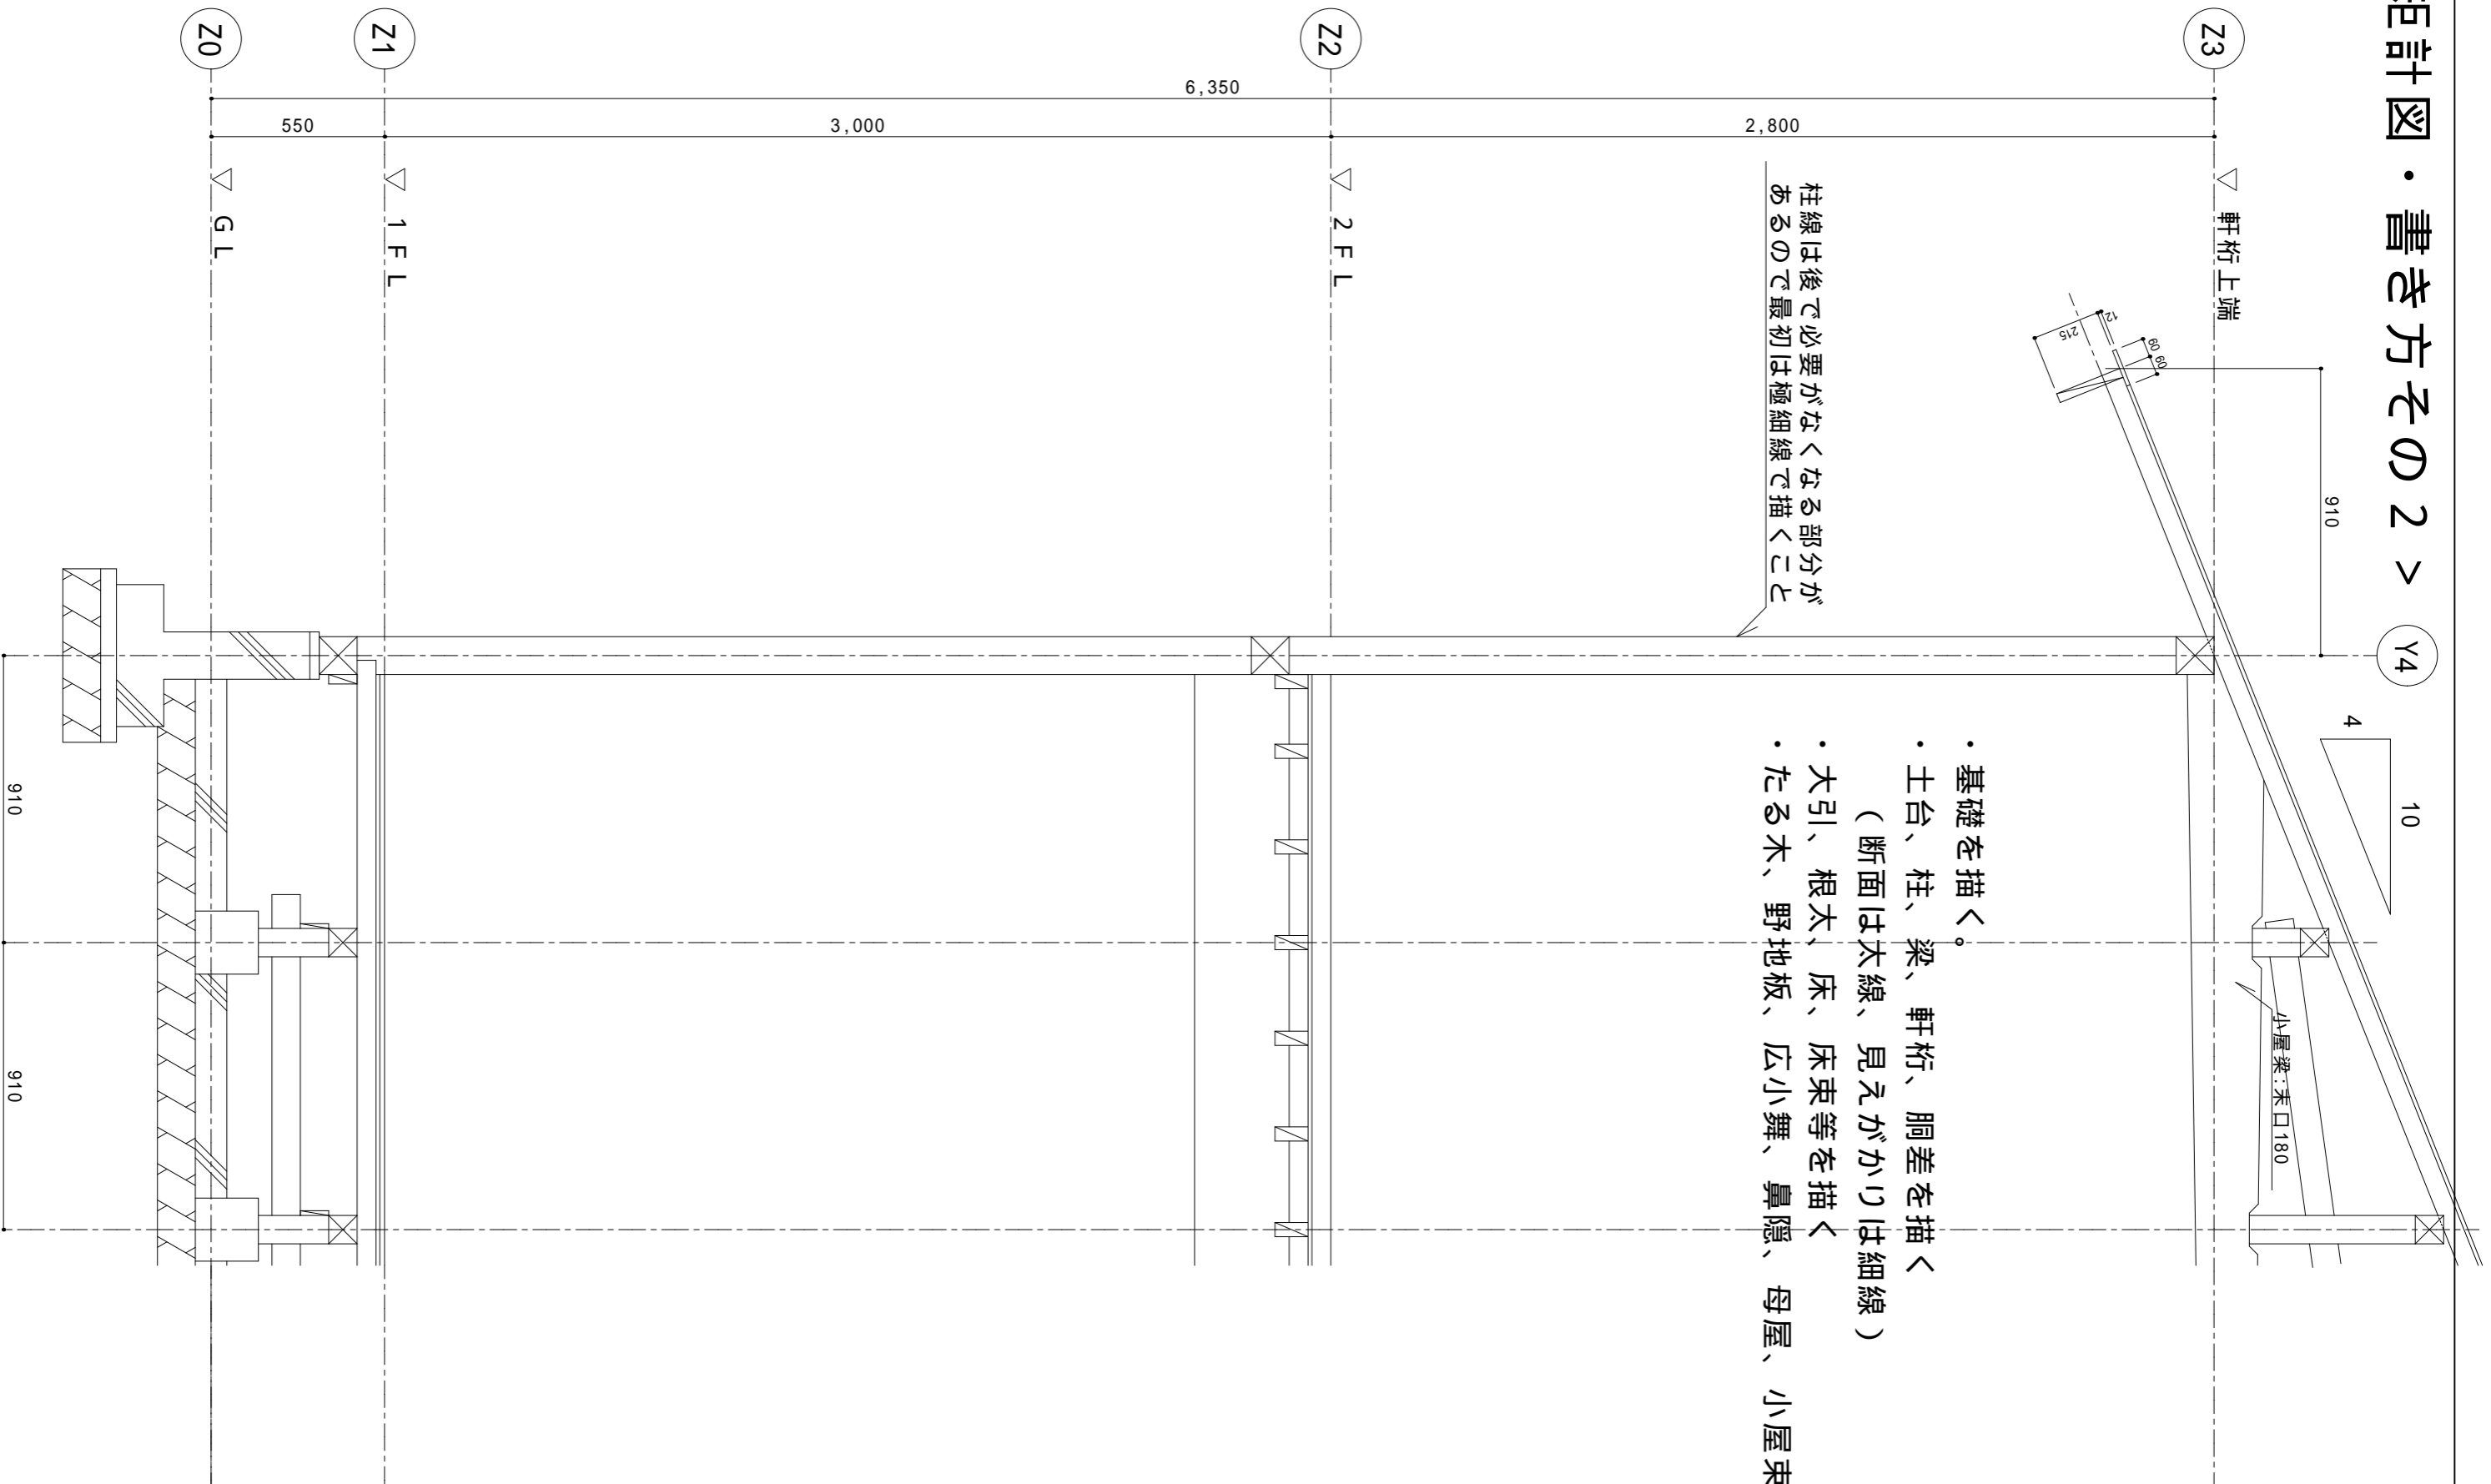 矩計図・書き方その２＞
Z3
Z2
Z1
Z0
6,350
2,800
3,000
550
軒桁上端
２ＦＬ
１ＦＬ
ＧＬ
910
Y4
4
10
215
12
60
60
柱線は後で必要がなくなる部分が
あるので最初は極細線で描くこと
小屋梁:末口180
・基礎を描く。
・土台、柱、梁、軒桁、胴差を描く
（断面は太線、見えがかりは細線）
・大引、根太、床、床束等を描く
・たる木、野地板、広小舞、鼻隠、母屋、小屋束
910
910